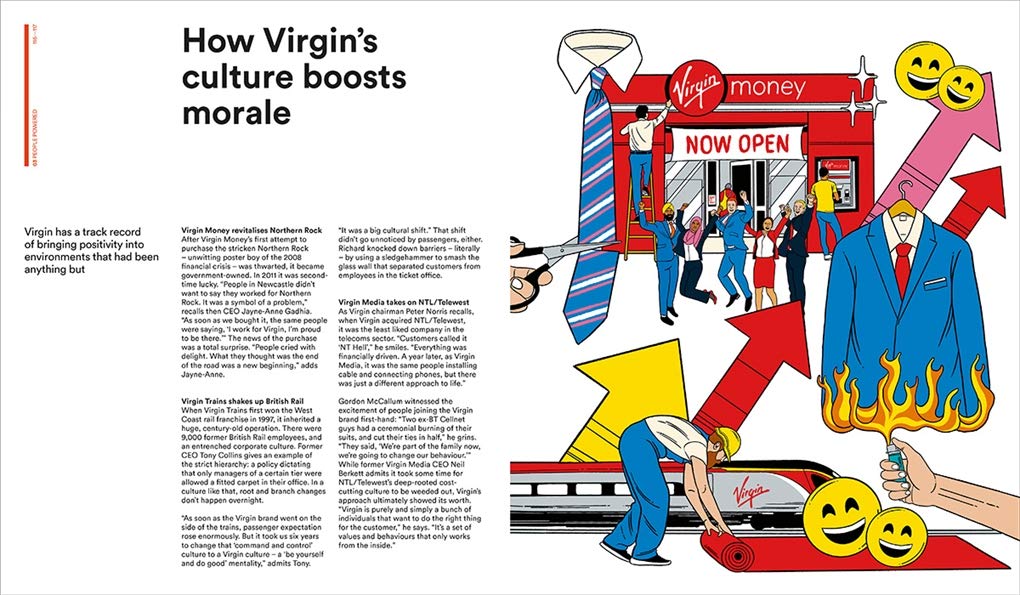 116—117
03 PEOPLE POWERED
How Virgin’s
culture boosts
morale
Virgin has a track record
of bringing positivity into
environments that had been
anything but
Virgin Money revitalises Northern Rock
After Virgin Money’s first attempt to
purchase the stricken Northern Rock
– unwitting poster boy of the 2008
financial crisis – was thwarted, it became
government-owned. In 2011 it was second-
time lucky. “People in Newcastle didn’t
want to say they worked for Northern
Rock. It was a symbol of a problem,”
recalls then CEO Jayne-Anne Gadhia.
“As soon as we bought it, the same people
were saying, ‘I work for Virgin, I’m proud
to be there.’” The news of the purchase
was a total surprise. “People cried with
delight. What they thought was the end
of the road was a new beginning,” adds
Jayne-Anne.
Virgin Trains shakes up British Rail
When Virgin Trains first won the West
Coast rail franchise in 1997, it inherited a
huge, century-old operation. There were
9,000 former British Rail employees, and
an entrenched corporate culture. Former
CEO Tony Collins gives an example of
the strict hierarchy: a policy dictating
that only managers of a certain tier were
allowed a fitted carpet in their office. In a
culture like that, root and branch changes
don’t happen overnight.
“As soon as the Virgin brand went on the
side of the trains, passenger expectation
rose enormously. But it took us six years
to change that ‘command and control’
culture to a Virgin culture – a ‘be yourself
and do good’ mentality,” admits Tony.
“It was a big cultural shift.” That shift
didn’t go unnoticed by passengers, either.
Richard knocked down barriers – literally
– by using a sledgehammer to smash the
glass wall that separated customers from
employees in the ticket office.
Virgin Media takes on NTL/Telewest
As Virgin chairman Peter Norris recalls,
when Virgin acquired NTL/Telewest,
it was the least liked company in the
telecoms sector. “Customers called it
‘NT Hell’,” he smiles. “Everything was
financially driven. A year later, as Virgin
Media, it was the same people installing
cable and connecting phones, but there
was just a different approach to life.”
Gordon McCallum witnessed the
excitement of people joining the Virgin
brand first-hand: “Two ex-BT Cellnet
guys had a ceremonial burning of their
suits, and cut their ties in half,” he grins.
“They said, ‘We’re part of the family now,
we’re going to change our behaviour.’”
While former Virgin Media CEO Neil
Berkett admits it took some time for
NTL/Telewest’s deep-rooted cost-
cutting culture to be weeded out, Virgin’s
approach ultimately showed its worth.
“Virgin is purely and simply a bunch of
individuals that want to do the right thing
for the customer,” he says. “It’s a set of
values and behaviours that only works
from the inside.”
Virgin money
NOW OPEN
Virgin